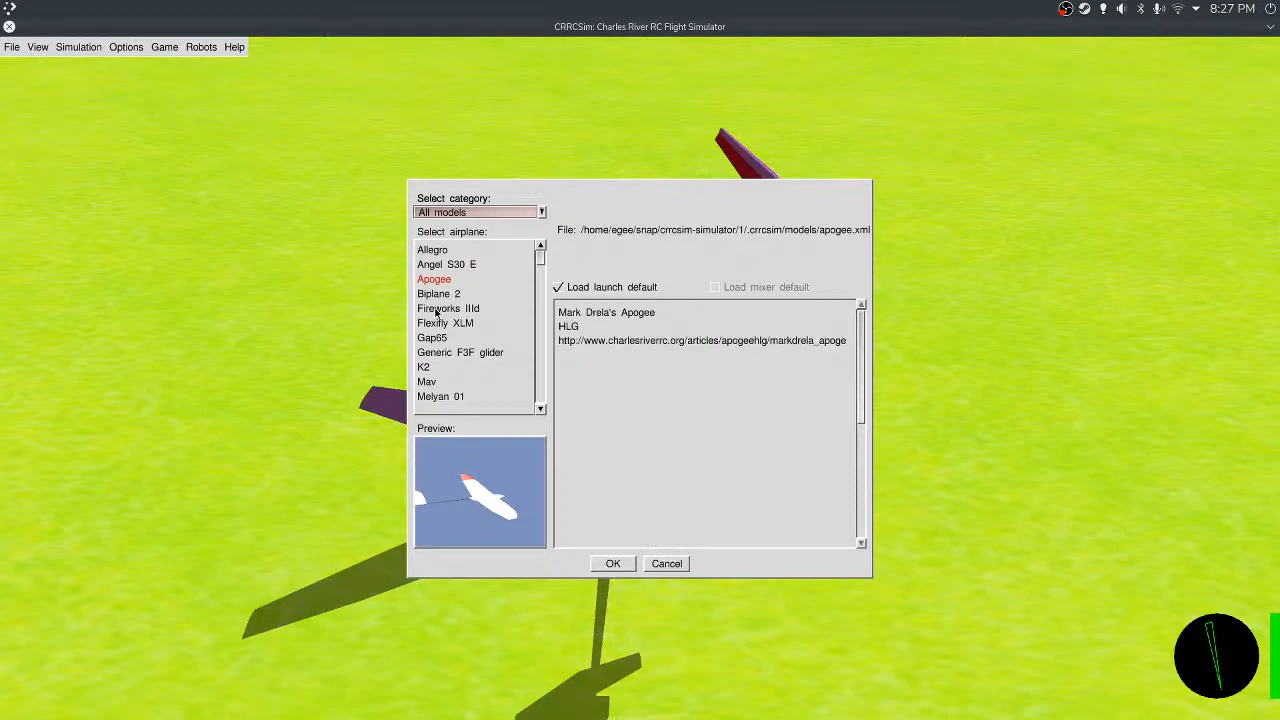 8:27 PM
CRRCSim: Charles River RC Flight Simulator
File View Simulation Options Game Robots Help
Select category:
All models
Select airplane:
Allegro
Angel S30 E
Apogee
Biplane 2
Fireworks IIId
Flexifly XLM
Gap65
Generic F3F glider
K2
Mav
Melyan 01
Preview:
File: /home/egee/snap/crrcsim-simulator/1/.crrcsim/models/apogee.xml
Load launch default
Load mixer default
Mark Drela's Apogee
HLG
http://www.charlesriverrc.org/articles/apogeehlg/markdrela_apoge
OK
Cancel